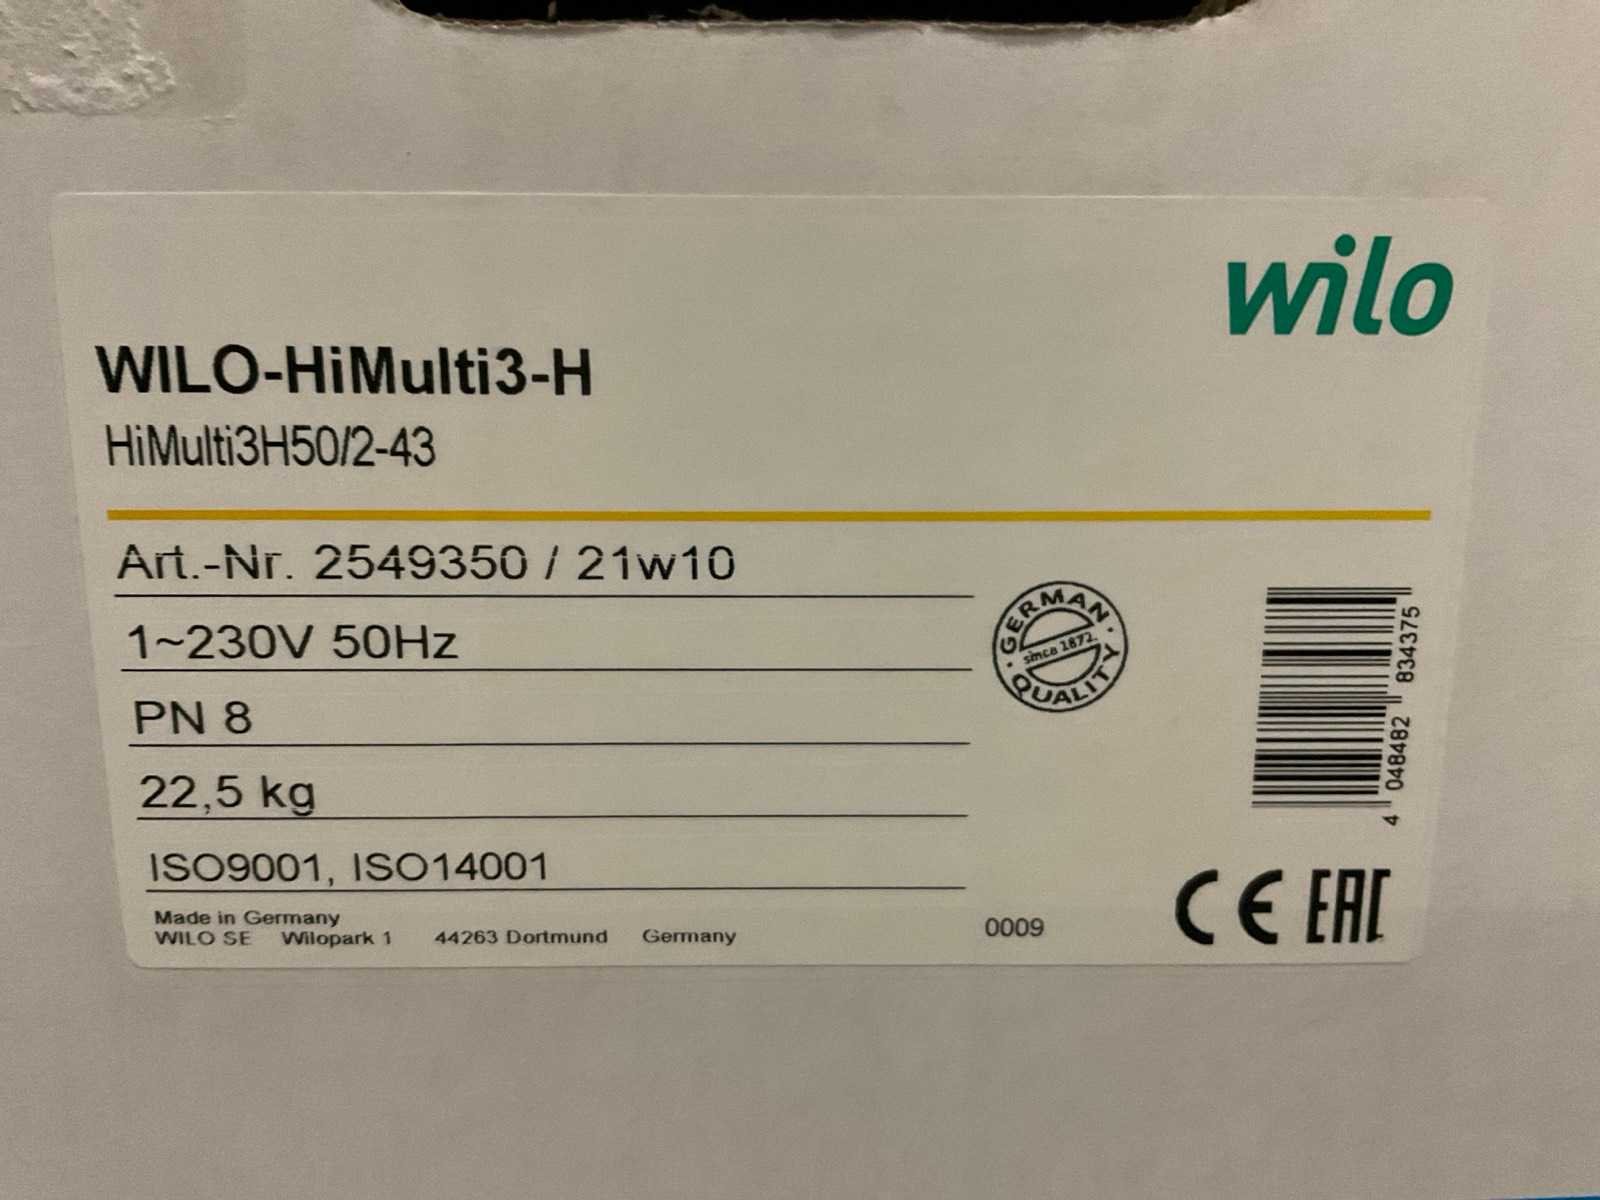 wilo
WILO-HiMulti3-H
HiMulti3H50/2-43
Art.-Nr. 2549350 / 21w10
1~230V 50Hz
PN 8
22,5 kg
ISO9001, ISO14001
Made in Germany
WILO SE Wilopark 1 44263 Dortmund Germany
0009
GERMAN
since 1872
QUALITY
4 048482 834375
CE EAC